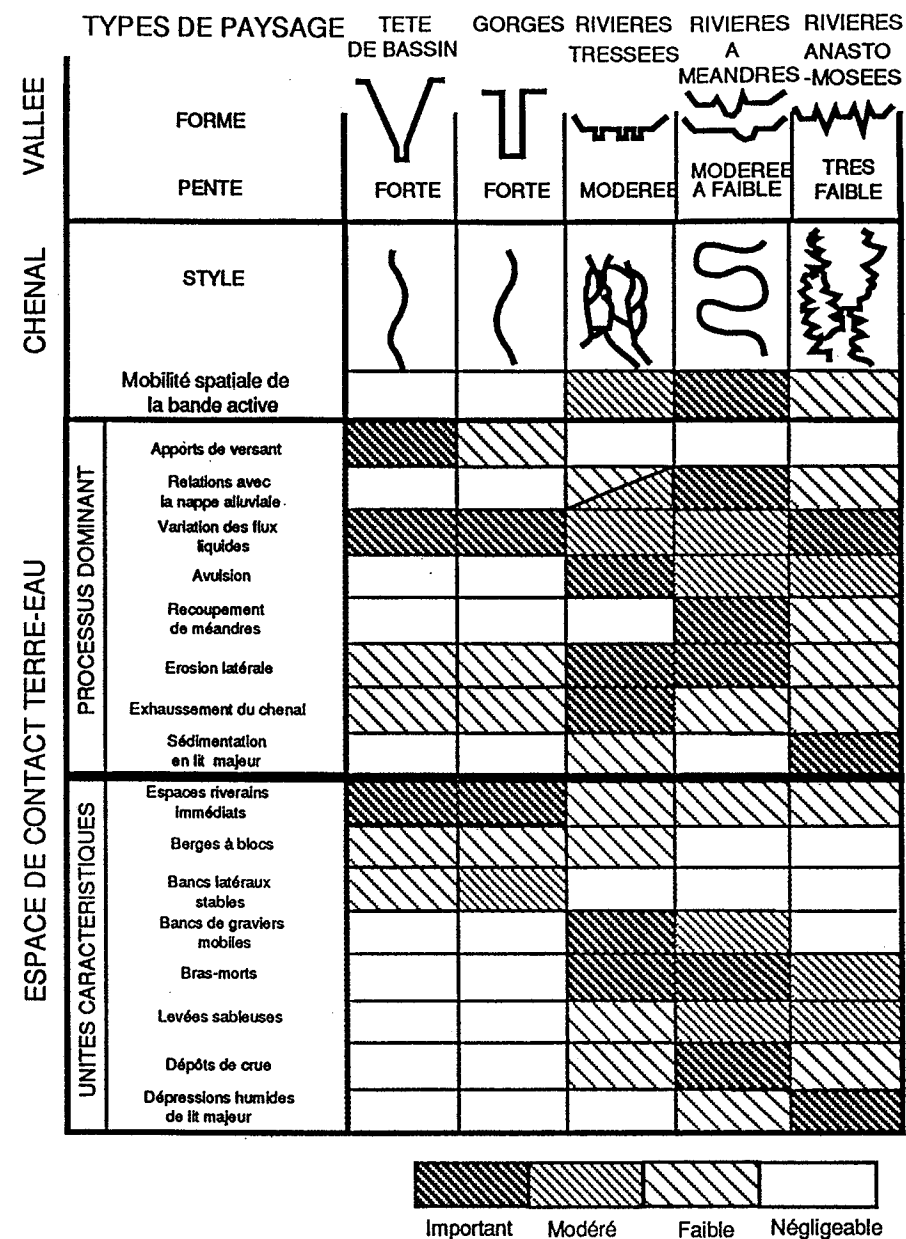 TYPES DE PAYSAGE
TETE
DE BASSIN
GORGES
RIVIERES
TRESSEES
RIVIERES
A
MEANDRES
RIVIERES
ANASTO
-MOSEES
VALLEE
FORME
PENTE
FORTE
FORTE
MODEREE
MODEREE
A FAIBLE
TRES
FAIBLE
CHENAL
STYLE
Mobilité spatiale de
la bande active
ESPACE DE CONTACT TERRE-EAU
PROCESSUS DOMINANT
Apports de versant
Relations avec
la nappe alluviale
Variation des flux
liquides
Avulsion
Recoupement
de méandres
Erosion latérale
Exhaussement du chenal
Sédimentation
en lit majeur
UNITES CARACTERISTIQUES
Espaces riverains
immédiats
Berges à blocs
Bancs latéraux
stables
Bancs de graviers
mobiles
Bras-morts
Levées sableuses
Dépôts de crue
Dépressions humides
de lit majeur
Important
Modéré
Faible
Négligeable